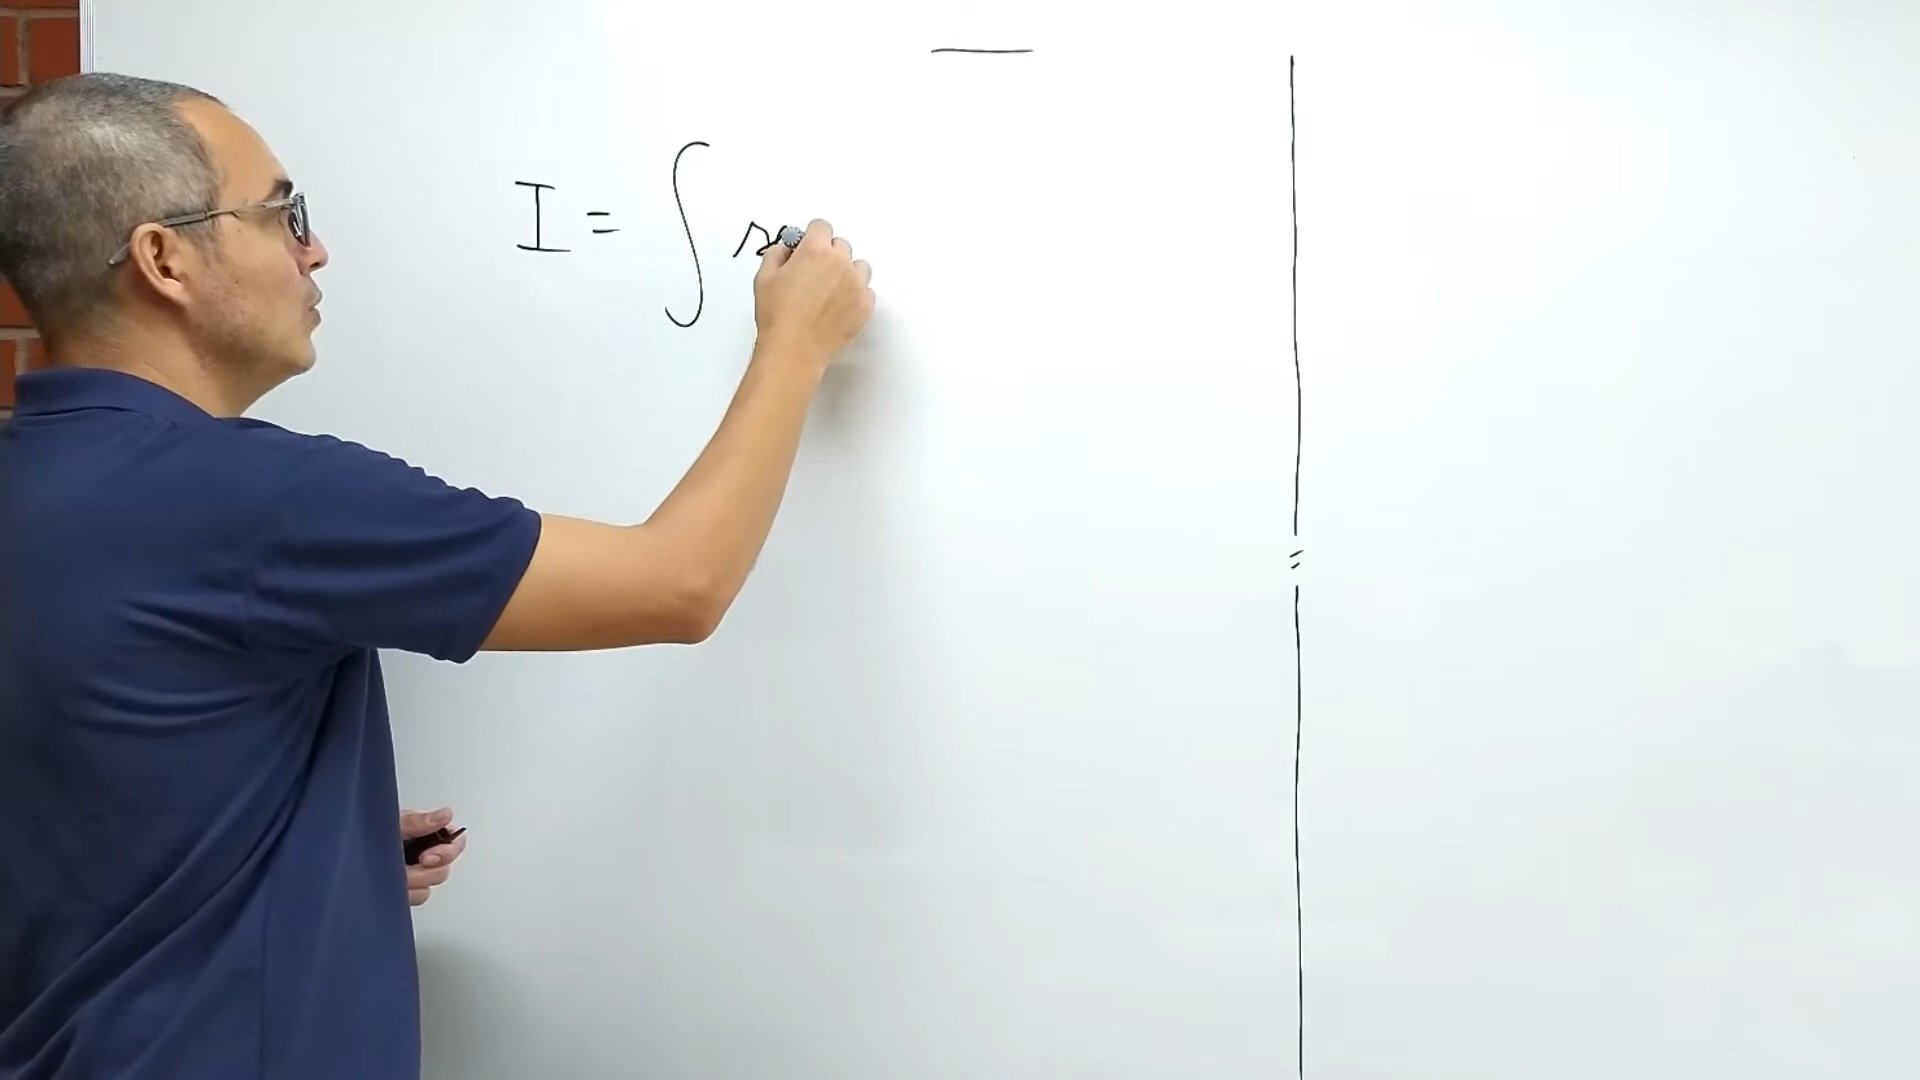 I = ∫